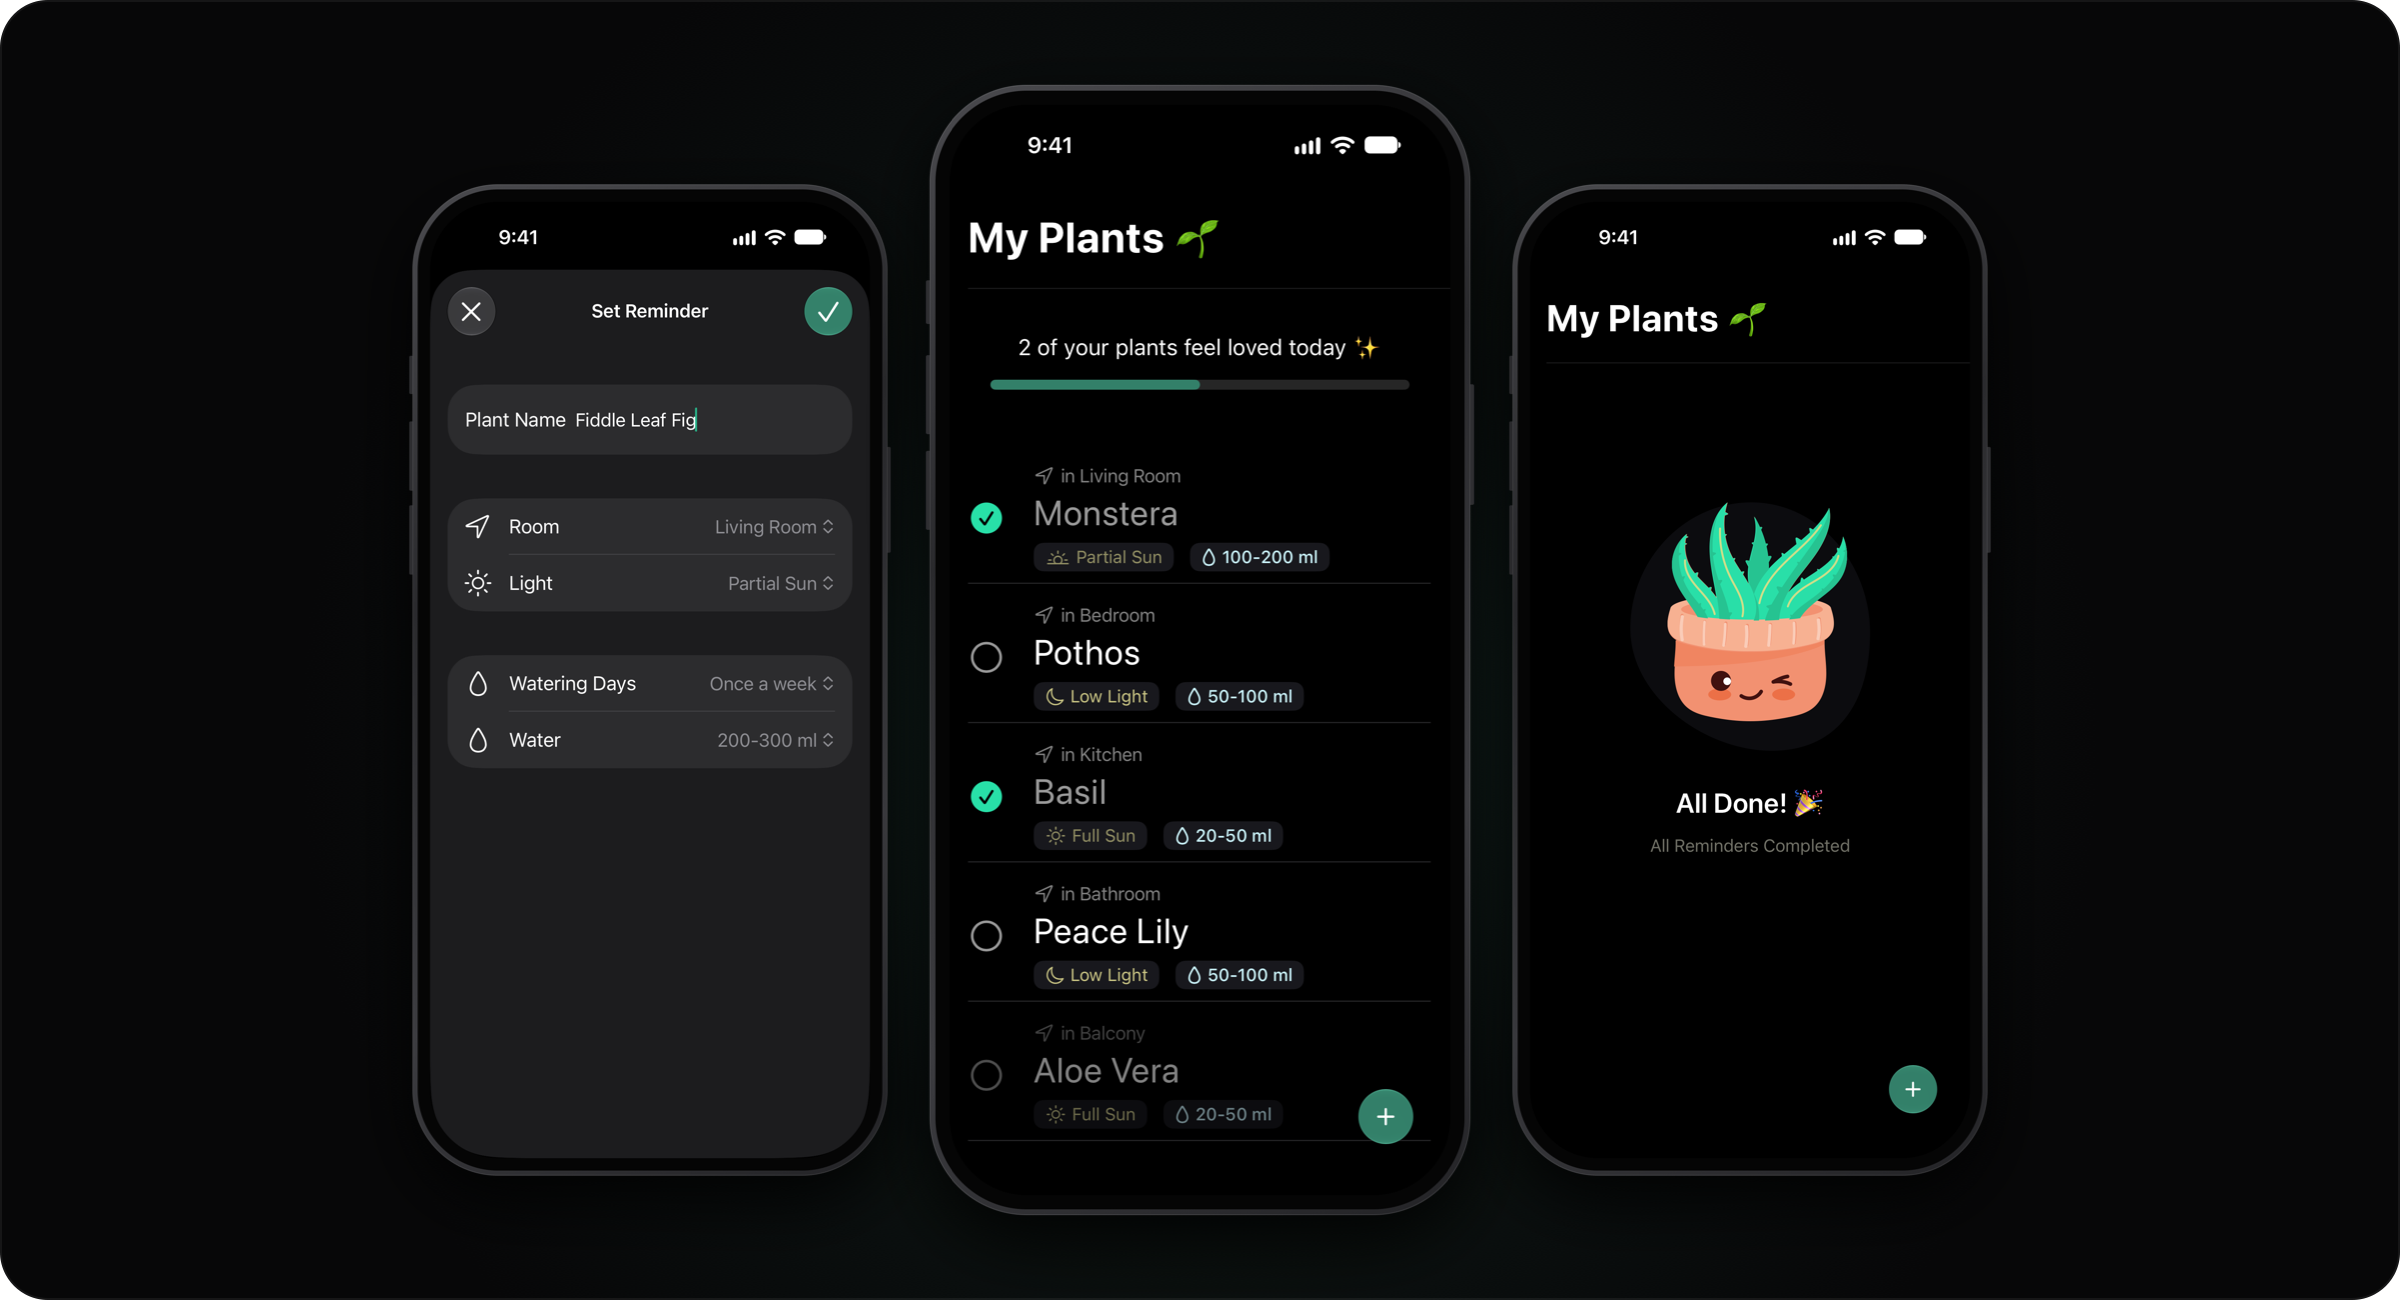 9:41
Set Reminder
Plant Name Fiddle Leaf Fig
Room Living Room
Light Partial Sun
Watering Days Once a week
Water 200-300 ml
9:41
My Plants 🌱
2 of your plants feel loved today ✨
in Living Room
Monstera
Partial Sun 100-200 ml
in Bedroom
Pothos
Low Light 50-100 ml
in Kitchen
Basil
Full Sun 20-50 ml
in Bathroom
Peace Lily
Low Light 50-100 ml
in Balcony
Aloe Vera
Full Sun 20-50 ml
9:41
My Plants 🌱
All Done! 🎉
All Reminders Completed